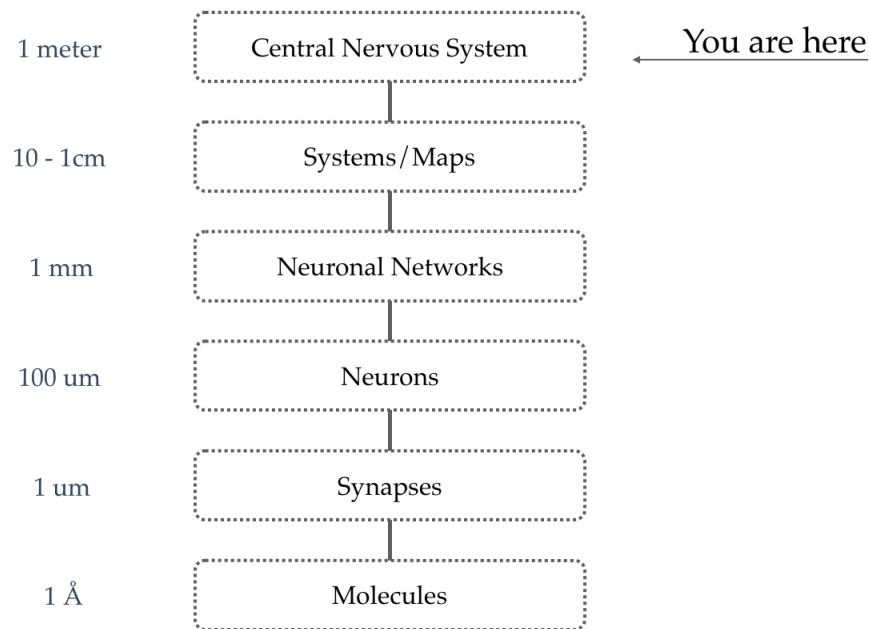 1 meter
Central Nervous System
You are here
10 - 1cm
Systems/Maps
1 mm
Neuronal Networks
100 um
Neurons
1 um
Synapses
1 Å
Molecules